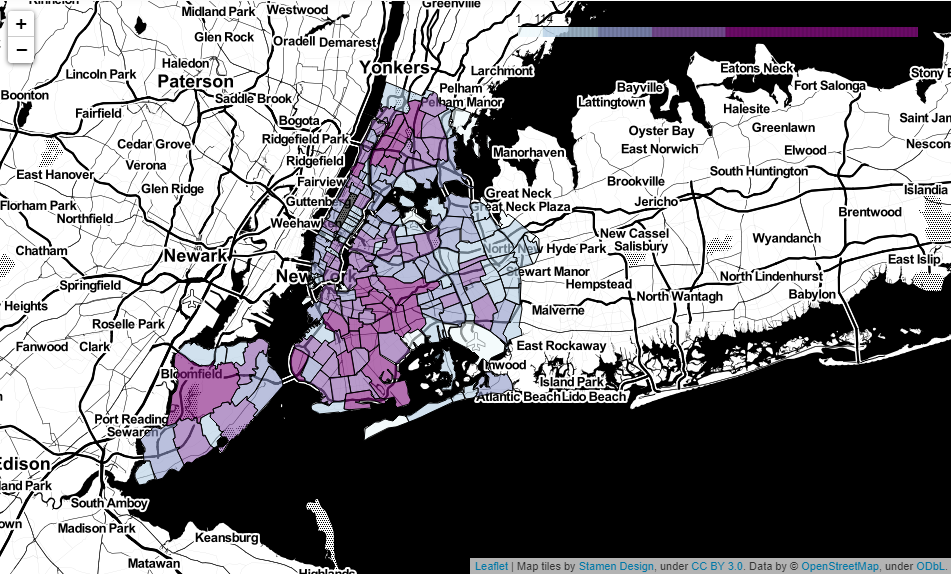 Kinnelon
Midland Park
Westwood
Greenville
+
−
Glen Rock
Oradell Demarest
1 114
Yonkers
Haledon
Larchmont
Eatons Neck
Lincoln Park
Paterson
Pelham
Bayville
Fort Salonga
Boonton
Saddle Brook
Pelham Manor
Lattingtown
Halesite
Fairfield
Bogota
Oyster Bay
Greenlawn
Ridgefield Park
Cedar Grove
Manorhaven
East Norwich
Elwood
Verona
Ridgefield
South Huntington
East Hanover
Fairview
Brookville
Glen Ridge
Great Neck
Islandia
Florham Park
Guttenberg
Jericho
Great Neck Plaza
Brentwood
Northfield
Weehawken
New Cassel
Wyandanch
Chatham
Newark
North New Hyde Park
Salisbury
East Islip
New York
Stewart Manor
North Lindenhurst
Springfield
Hempstead
North Wantagh
Babylon
Heights
Malverne
Roselle Park
Fanwood Clark
East Rockaway
Bloomfield
Inwood
Island Park
Atlantic Beach Lido Beach
Port Reading
Sewaren
Edison
land Park
South Amboy
own
Madison Park
Keansburg
Matawan
Highlands
Leaflet | Map tiles by Stamen Design, under CC BY 3.0. Data by © OpenStreetMap, under ODbL.